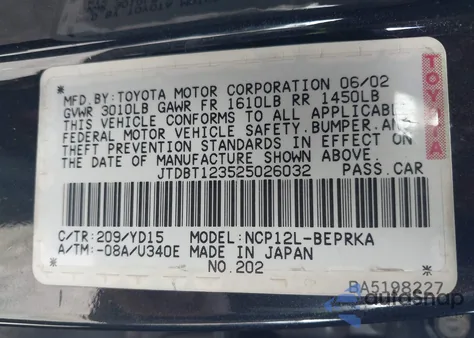 MFD.BY:TOYOTA MOTOR CORPORATION 06/02
GVWR 3010LB GAWR FR 1610LB RR 1450LB
THIS VEHICLE CONFORMS TO ALL APPLICABLE
FEDERAL MOTOR VEHICLE SAFETY,BUMPER,AND
THEFT PREVENTION STANDARDS IN EFFECT ON
THE DATE OF MANUFACTURE SHOWN ABOVE.
JTDBT123525026032 PASS.CAR
C/TR:209/YD15 MODEL:NCP12L-BEPRKA
A/TM:-08A/U340E MADE IN JAPAN
NO.202
TOYOTA
BA5198227
autosnap